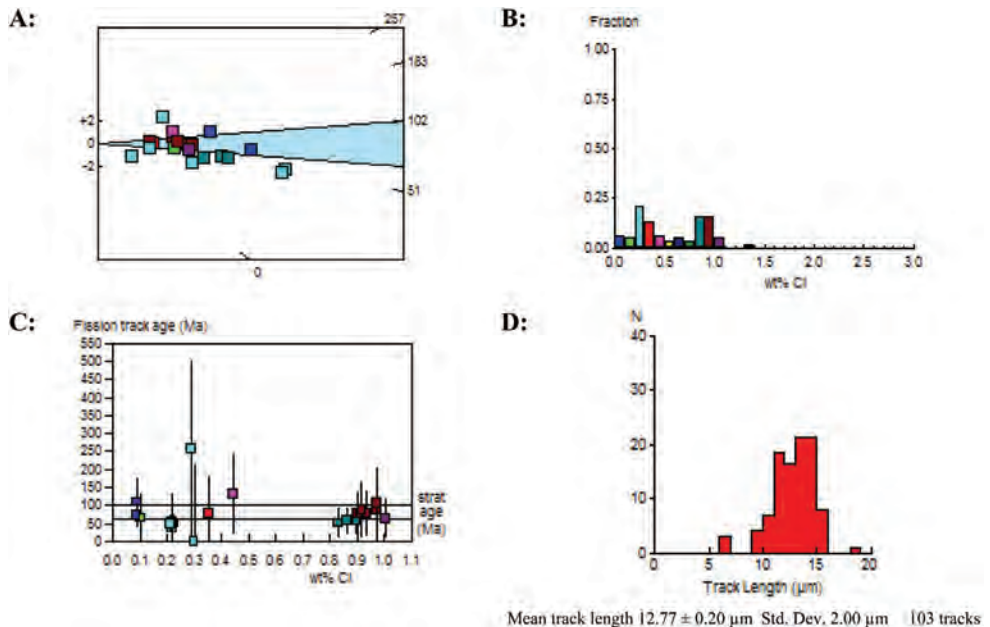 A:
257
183
102
51
0
+2
0
-2
B:
Fraction
1.00
0.75
0.50
0.25
0.00
0.0 0.5 1.0 1.5 2.0 2.5 3.0
wt% Cl
C:
Fission track age (Ma)
550
500
450
400
350
300
250
200
150
100
50
0
strat
age
(Ma)
0.0 0.1 0.2 0.3 0.4 0.5 0.6 0.7 0.8 0.9 1.0 1.1
wt% Cl
D:
N
40
30
20
10
0
0 5 10 15 20
Track Length (µm)
Mean track length 12.77 ± 0.20 µm Std. Dev. 2.00 µm 103 tracks